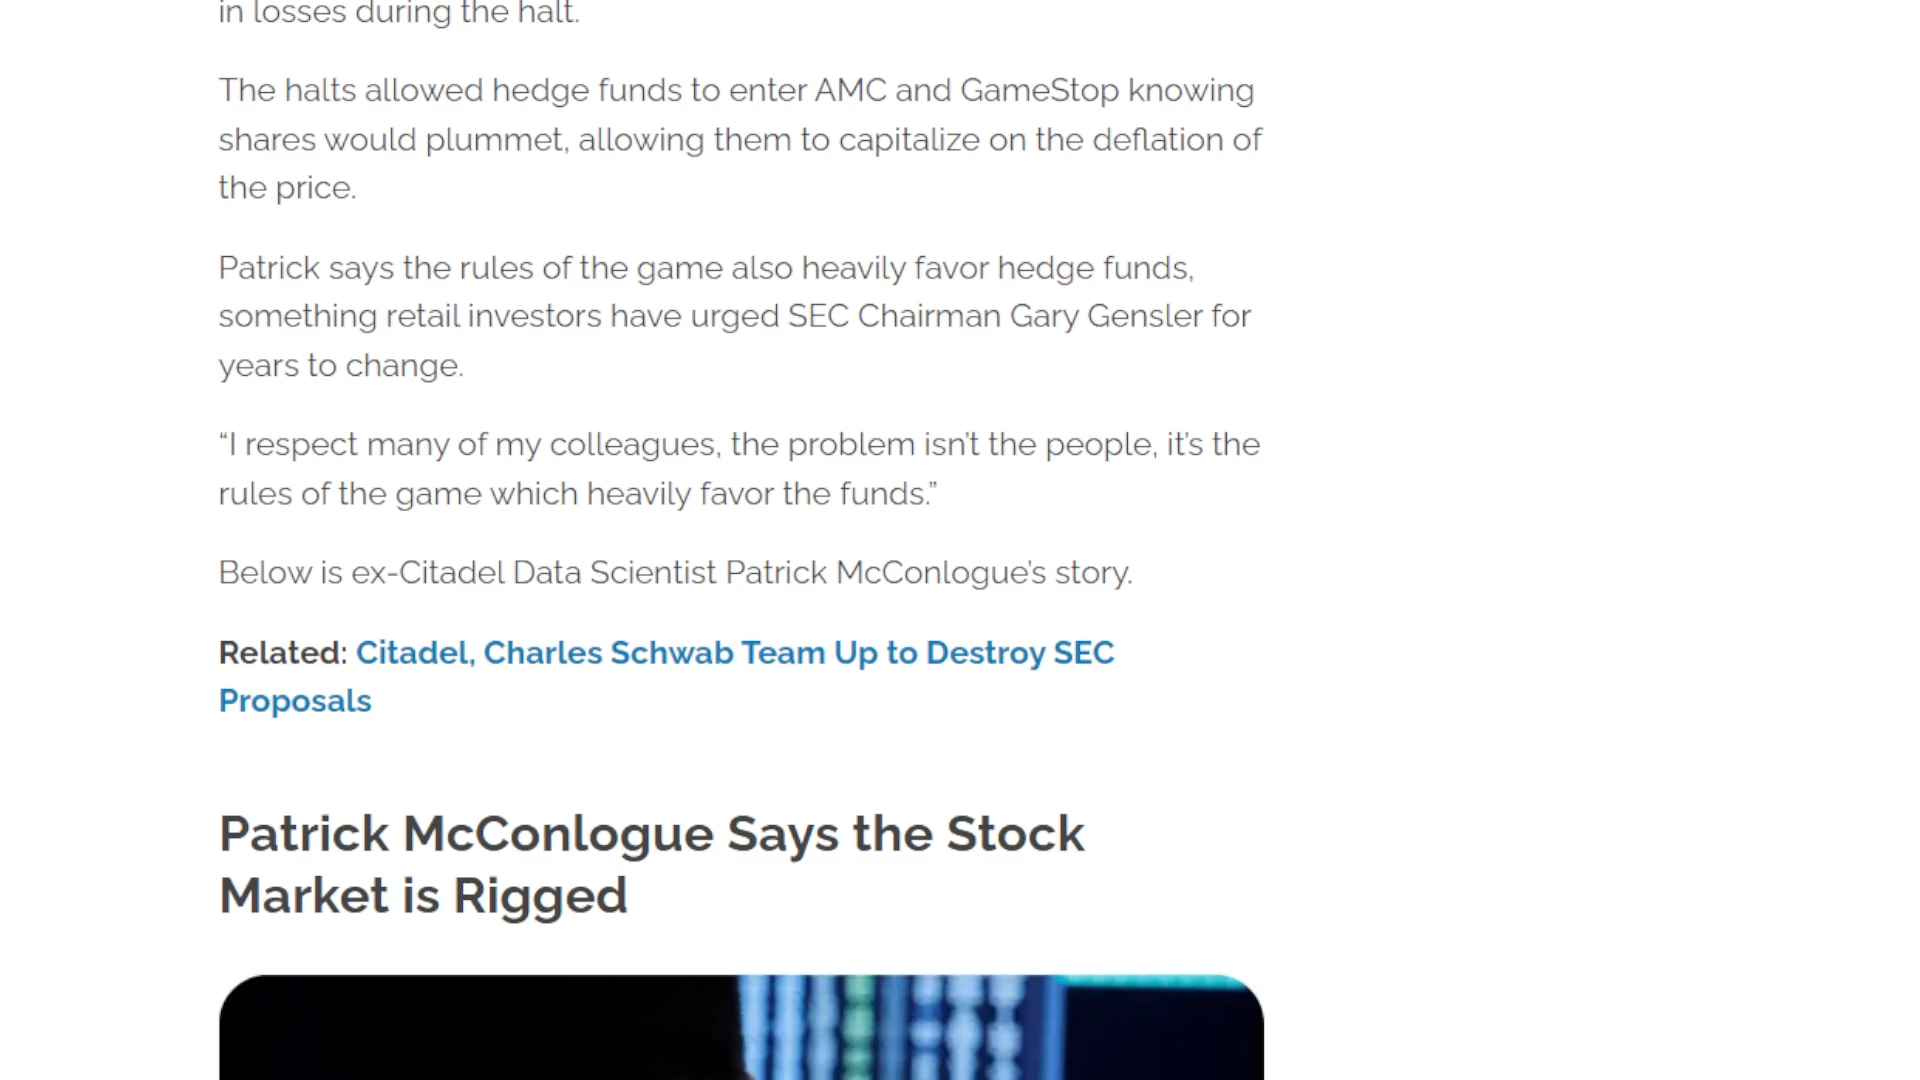 in losses during the halt.
The halts allowed hedge funds to enter AMC and GameStop knowing
shares would plummet, allowing them to capitalize on the deflation of
the price.
Patrick says the rules of the game also heavily favor hedge funds,
something retail investors have urged SEC Chairman Gary Gensler for
years to change.
“I respect many of my colleagues, the problem isn’t the people, it’s the
rules of the game which heavily favor the funds.”
Below is ex-Citadel Data Scientist Patrick McConlogue’s story.
Related: Citadel, Charles Schwab Team Up to Destroy SEC
Proposals
Patrick McConlogue Says the Stock
Market is Rigged